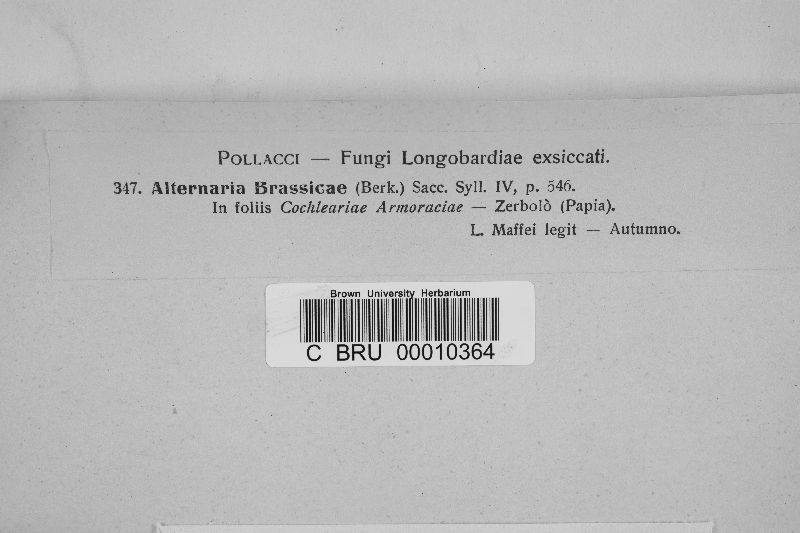 POLLACCI — Fungi Longobardiae exsiccati.
347. Alternaria Brassicae (Berk.) Sacc. Syll. IV, p. 546.
In foliis Cochleariae Armoraciae — Zerbolò (Papia).
L. Maffei legit — Autumno.
Brown University Herbarium
C BRU 00010364